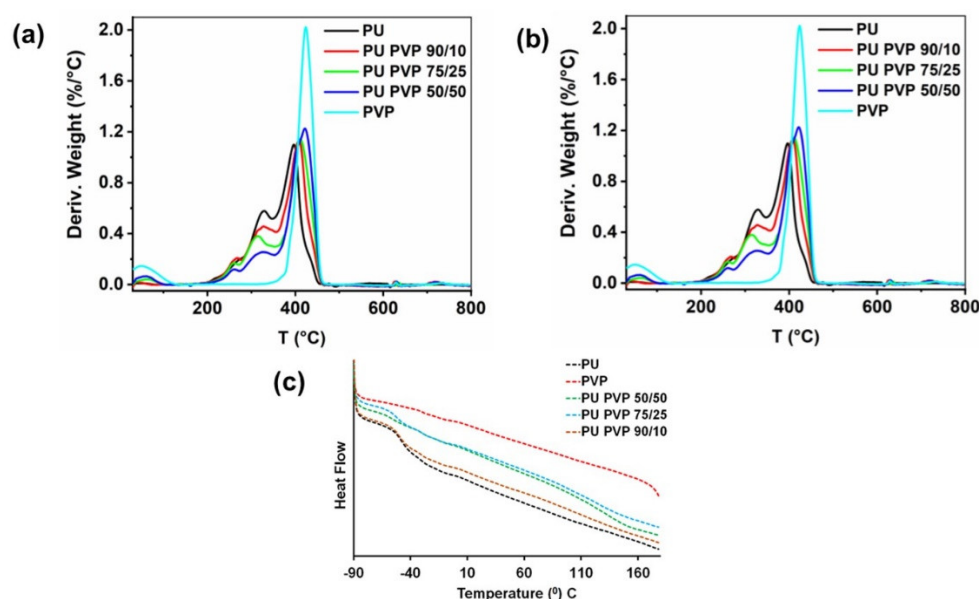 (a)
2.0
1.6
1.2
0.8
0.4
0.0
Deriv. Weight (%/°C)
PU
PU PVP 90/10
PU PVP 75/25
PU PVP 50/50
PVP
200
400
600
800
T (°C)
(b)
2.0
1.6
1.2
0.8
0.4
0.0
Deriv. Weight (%/°C)
PU
PU PVP 90/10
PU PVP 75/25
PU PVP 50/50
PVP
200
400
600
800
T (°C)
(c)
Heat Flow
PU
PVP
PU PVP 50/50
PU PVP 75/25
PU PVP 90/10
-90
-40
10
60
110
160
Temperature (⁰) C